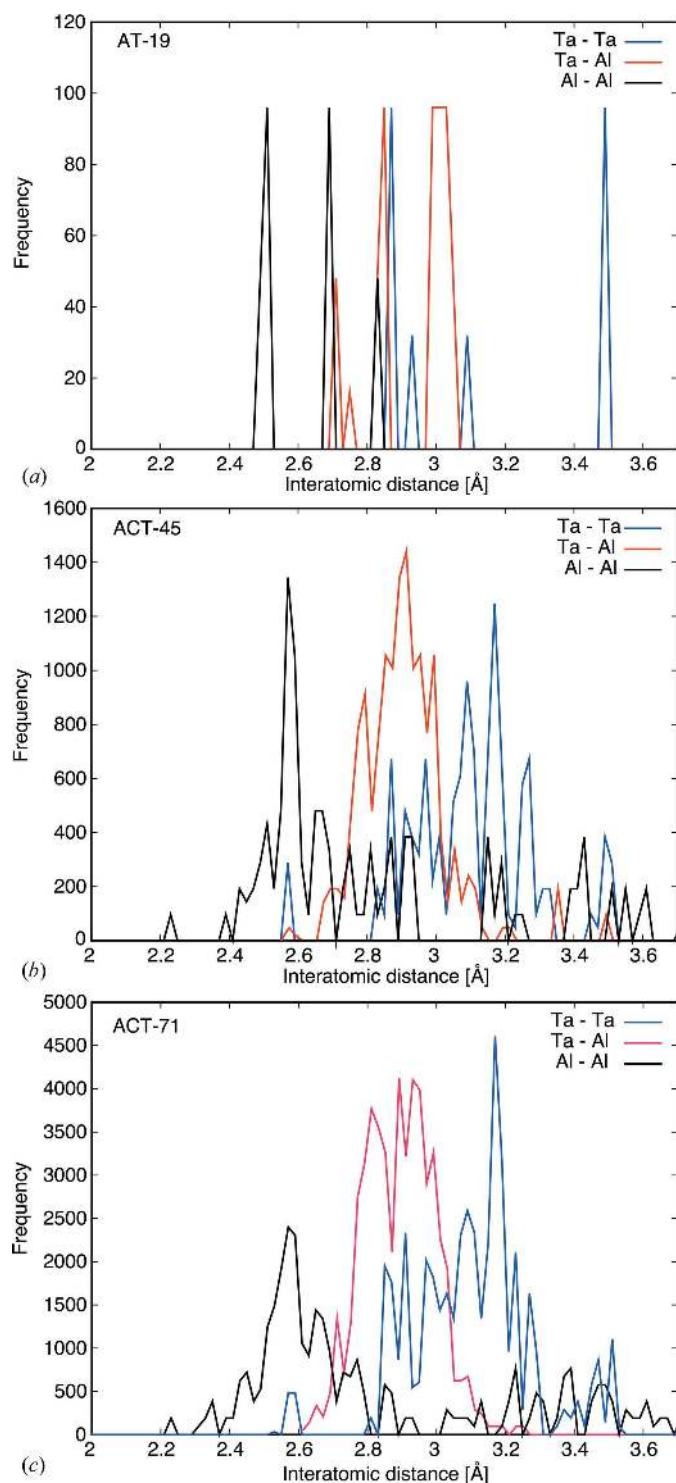 120
AT-19
Ta - Ta
Ta - Al
Al - Al
100
80
60
40
20
0
Frequency
2 2.2 2.4 2.6 2.8 3 3.2 3.4 3.6
(a)
Interatomic distance [Å]
1600
ACT-45
Ta - Ta
Ta - Al
Al - Al
1400
1200
1000
800
600
400
200
0
Frequency
2 2.2 2.4 2.6 2.8 3 3.2 3.4 3.6
(b)
Interatomic distance [Å]
5000
ACT-71
Ta - Ta
Ta - Al
Al - Al
4500
4000
3500
3000
2500
2000
1500
1000
500
0
Frequency
2 2.2 2.4 2.6 2.8 3 3.2 3.4 3.6
(c)
Interatomic distance [Å]